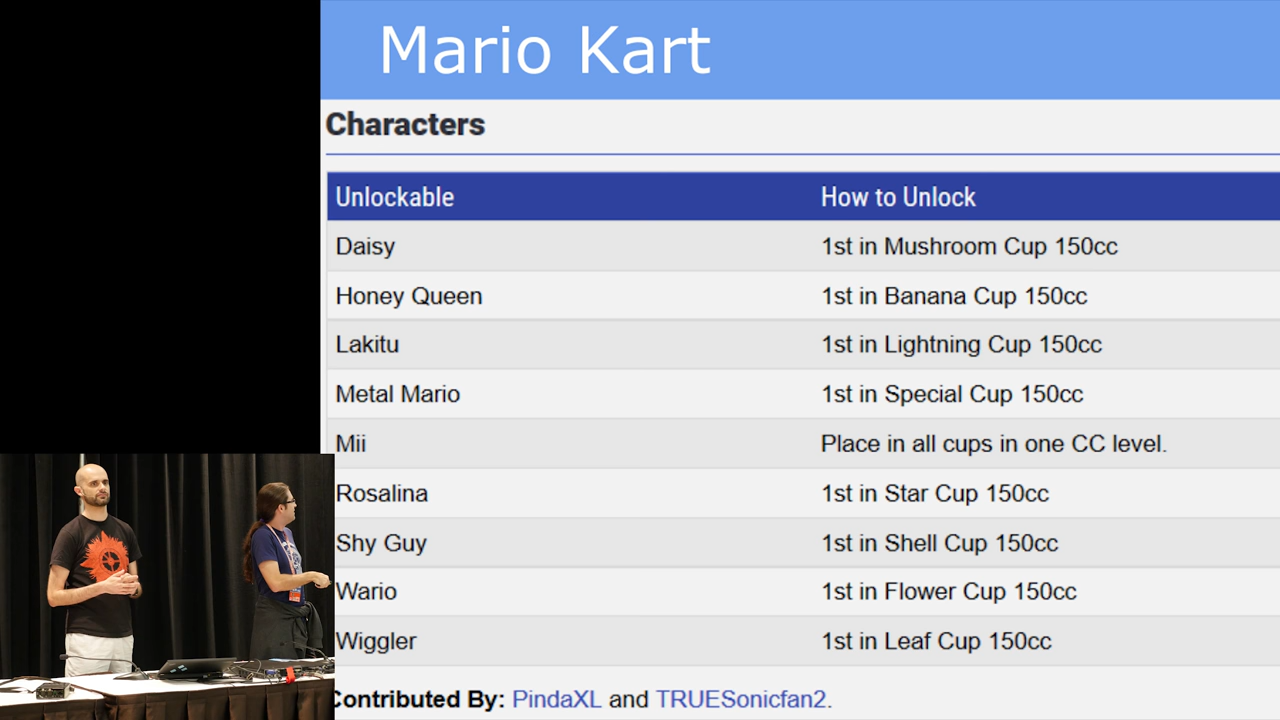 Mario Kart
Characters
Unlockable How to Unlock
Daisy 1st in Mushroom Cup 150cc
Honey Queen 1st in Banana Cup 150cc
Lakitu 1st in Lightning Cup 150cc
Metal Mario 1st in Special Cup 150cc
Mii Place in all cups in one CC level.
Rosalina 1st in Star Cup 150cc
Shy Guy 1st in Shell Cup 150cc
Wario 1st in Flower Cup 150cc
Wiggler 1st in Leaf Cup 150cc
Contributed By: PindaXL and TRUESonicfan2.